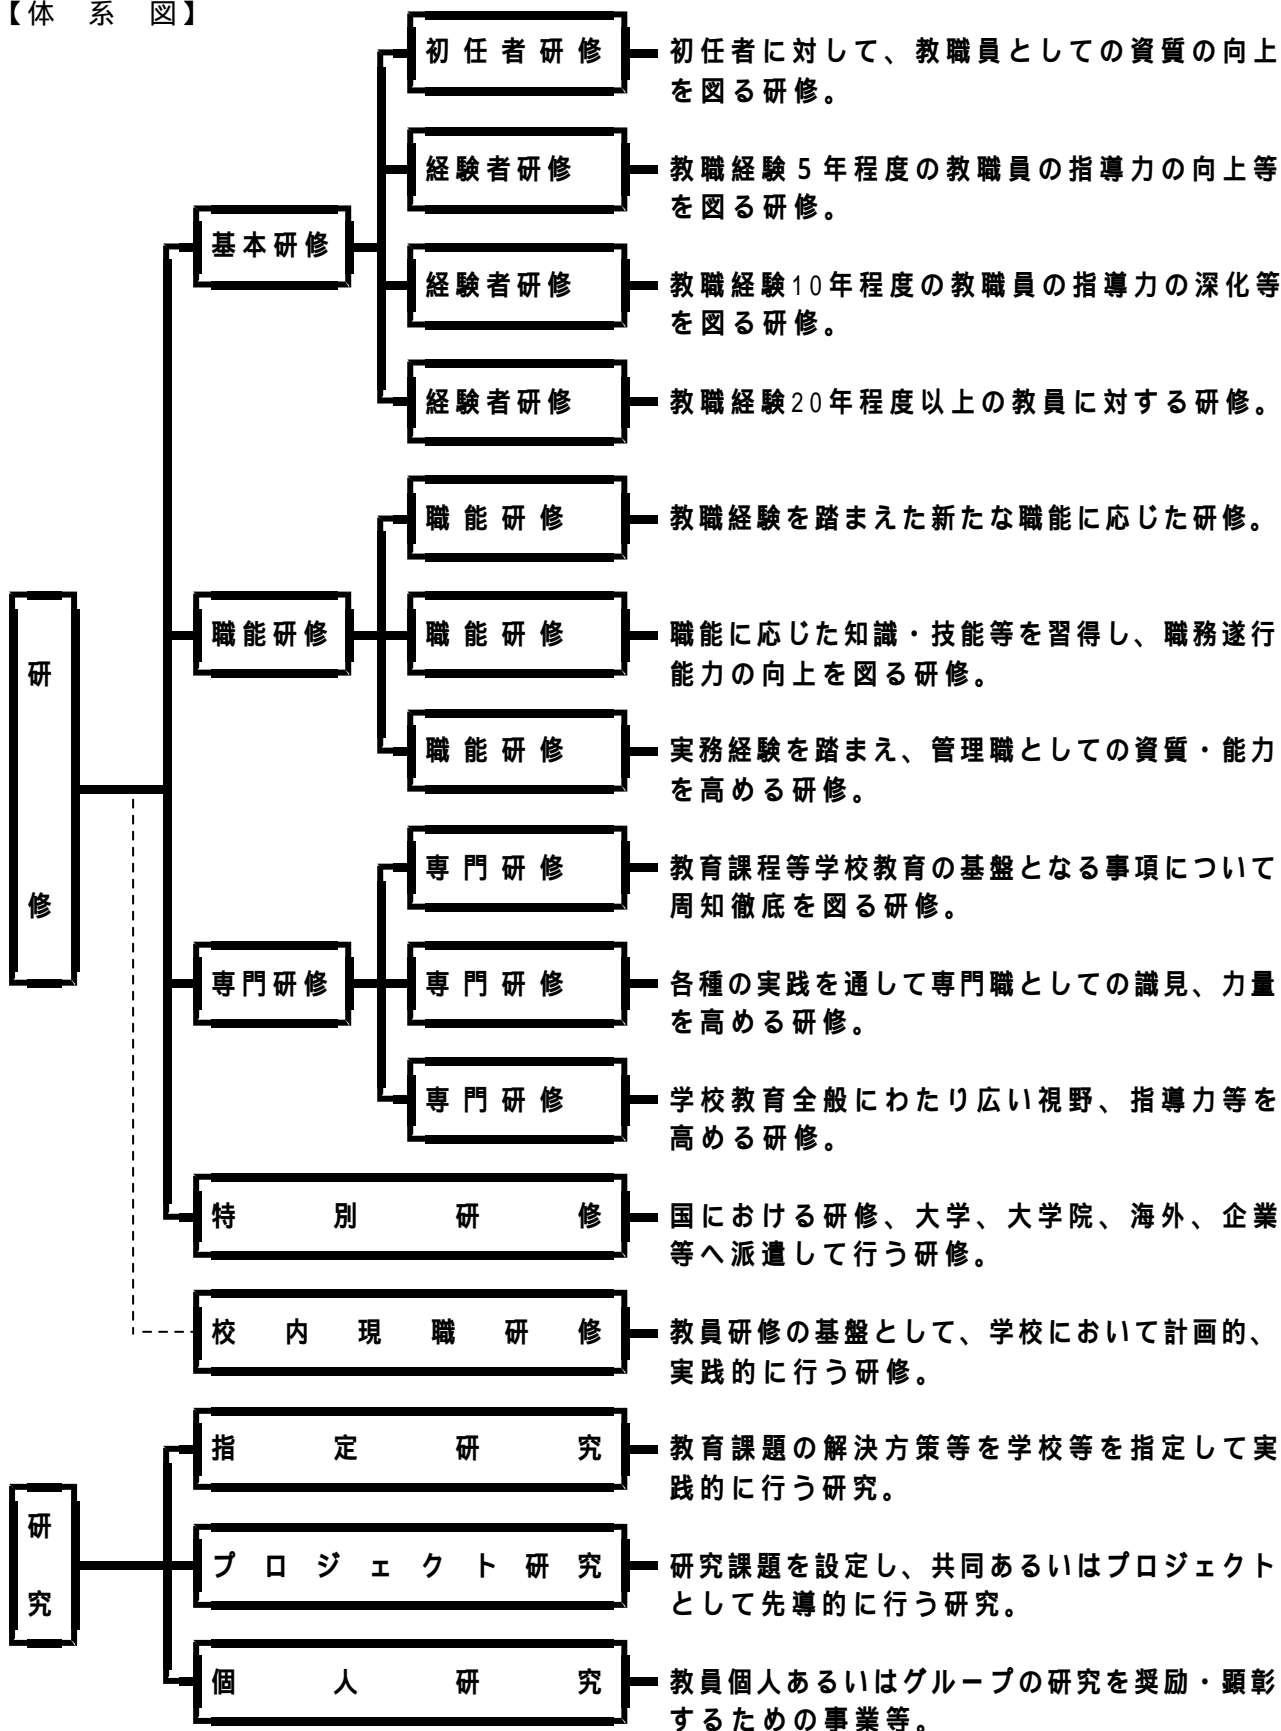 【体　系　図】
初任者研修
初任者に対して、教職員としての資質の向上
を図る研修。
経験者研修
教職経験5年程度の教職員の指導力の向上等
を図る研修。
基本研修
経験者研修
教職経験10年程度の教職員の指導力の深化等
を図る研修。
経験者研修
教職経験20年程度以上の教員に対する研修。
職能研修
教職経験を踏まえた新たな職能に応じた研修。
研修
職能研修
職能研修
職能に応じた知識・技能等を習得し、職務遂行
能力の向上を図る研修。
職能研修
実務経験を踏まえ、管理職としての資質・能力
を高める研修。
専門研修
教育課程等学校教育の基盤となる事項について
周知徹底を図る研修。
専門研修
専門研修
各種の実践を通して専門職としての識見、力量
を高める研修。
専門研修
学校教育全般にわたり広い視野、指導力等を
高める研修。
特別研修
国における研修、大学、大学院、海外、企業
等へ派遣して行う研修。
校内現職研修
教員研修の基盤として、学校において計画的、
実践的に行う研修。
指定研究
教育課題の解決方策等を学校等を指定して実
践的に行う研究。
研究
プロジェクト研究
研究課題を設定し、共同あるいはプロジェクト
として先導的に行う研究。
個人研究
教員個人あるいはグループの研究を奨励・顕彰
するための事業等。